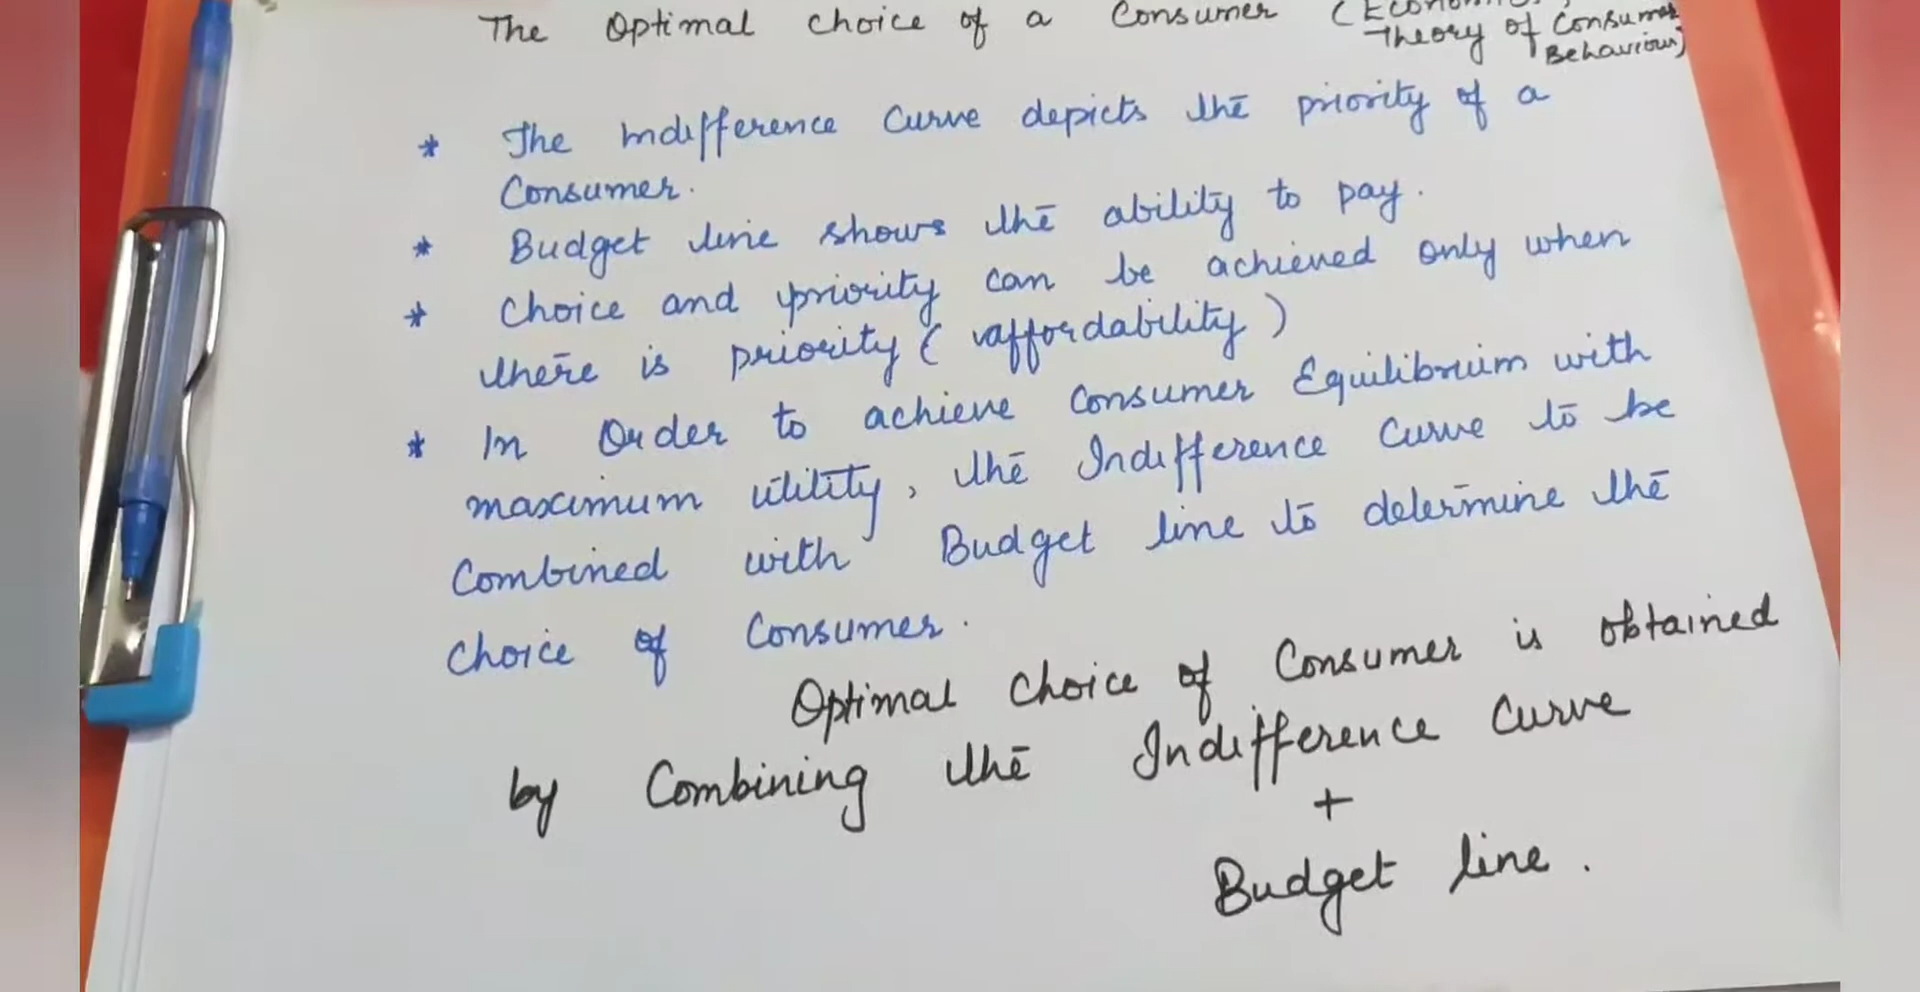 The Optimal choice of a Consumer (
Theory of Consumer
Behaviour)
* The Indifference Curve depicts the priority of a
Consumer.
* Budget line shows the ability to pay.
* Choice and priority can be achieved only when
there is priority (affordability)
* In Order to achieve Consumer Equilibrium with
maximum utility, the Indifference Curve to be
Combined with Budget line to determine the
choice of Consumer.
Optimal choice of Consumer is obtained
by Combining the Indifference Curve
+
Budget line.